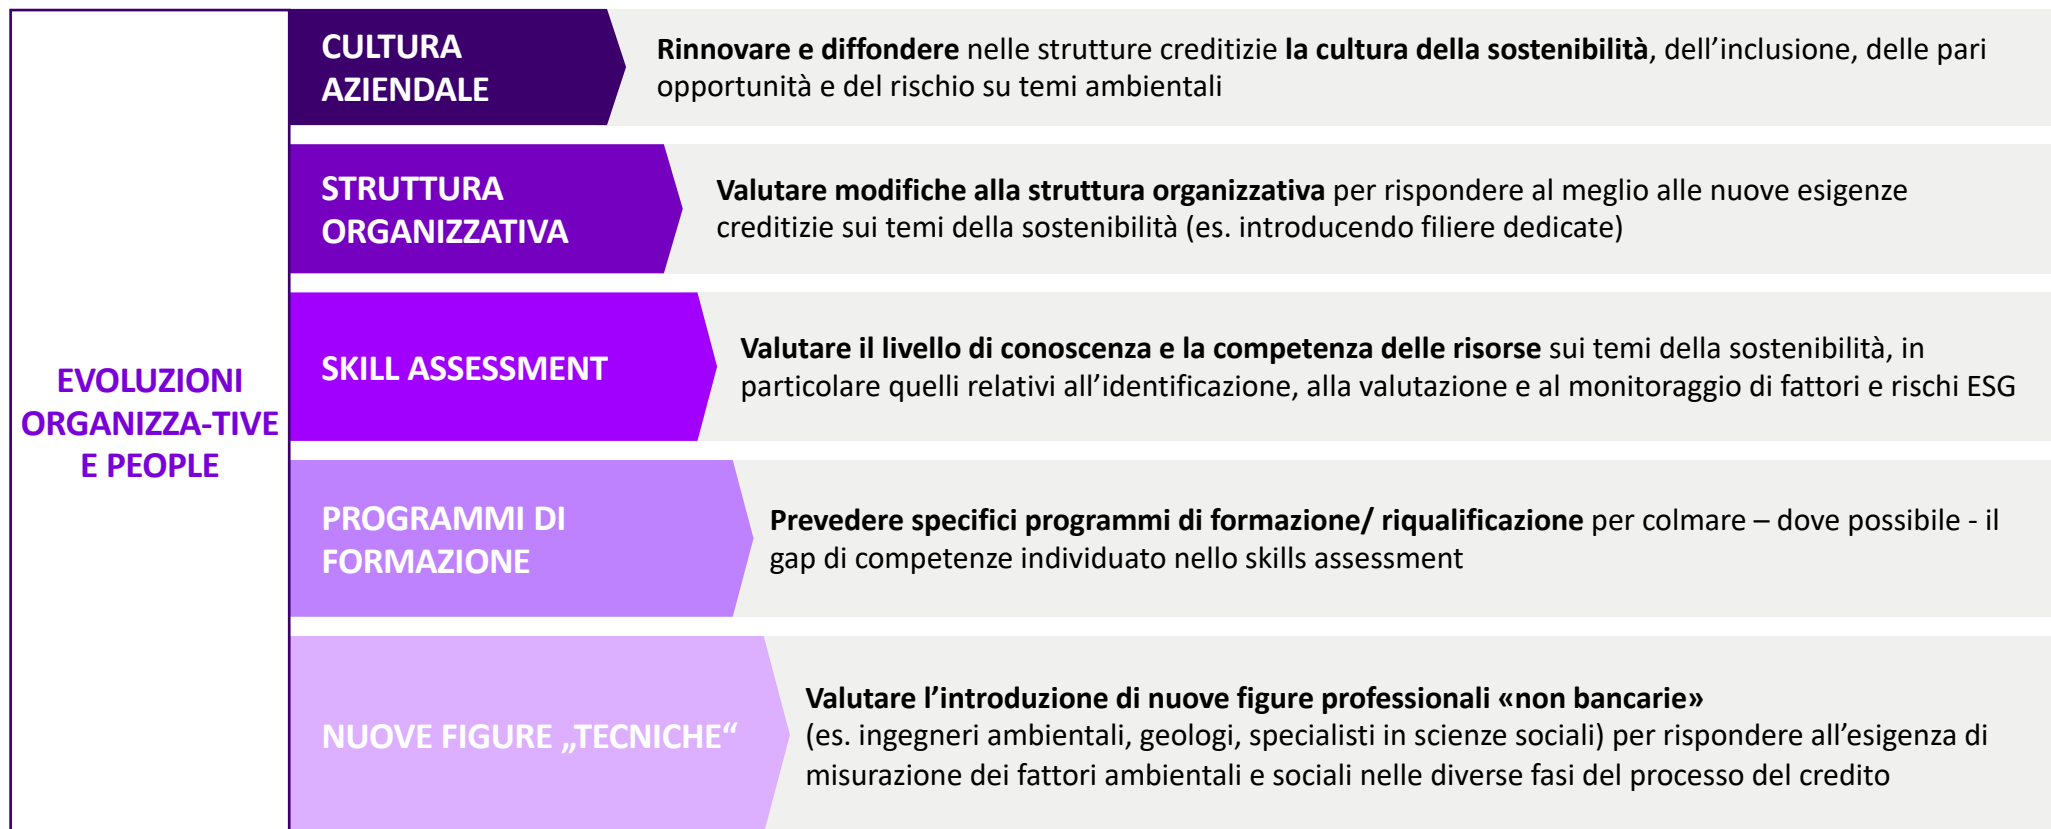 EVOLUZIONI
ORGANIZZA-TIVE
E PEOPLE
CULTURA
AZIENDALE
Rinnovare e diffondere nelle strutture creditizie la cultura della sostenibilità, dell’inclusione, delle pari
opportunità e del rischio su temi ambientali
STRUTTURA
ORGANIZZATIVA
Valutare modifiche alla struttura organizzativa per rispondere al meglio alle nuove esigenze
creditizie sui temi della sostenibilità (es. introducendo filiere dedicate)
SKILL ASSESSMENT
Valutare il livello di conoscenza e la competenza delle risorse sui temi della sostenibilità, in
particolare quelli relativi all’identificazione, alla valutazione e al monitoraggio di fattori e rischi ESG
PROGRAMMI DI
FORMAZIONE
Prevedere specifici programmi di formazione/ riqualificazione per colmare – dove possibile - il
gap di competenze individuato nello skills assessment
NUOVE FIGURE „TECNICHE“
Valutare l’introduzione di nuove figure professionali «non bancarie»
(es. ingegneri ambientali, geologi, specialisti in scienze sociali) per rispondere all’esigenza di
misurazione dei fattori ambientali e sociali nelle diverse fasi del processo del credito